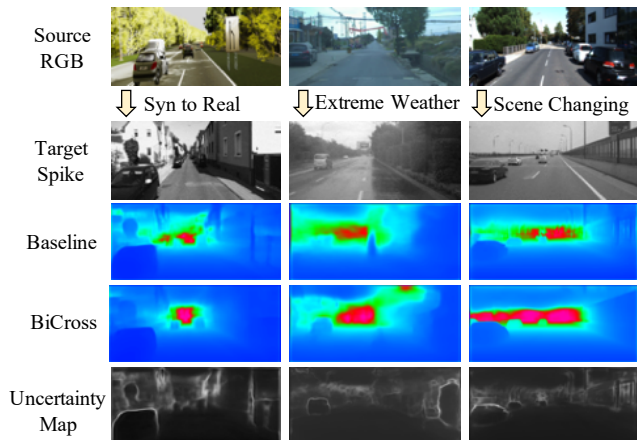 Source
RGB
Syn to Real
Extreme Weather
Scene Changing
Target
Spike
Baseline
BiCross
Uncertainty
Map